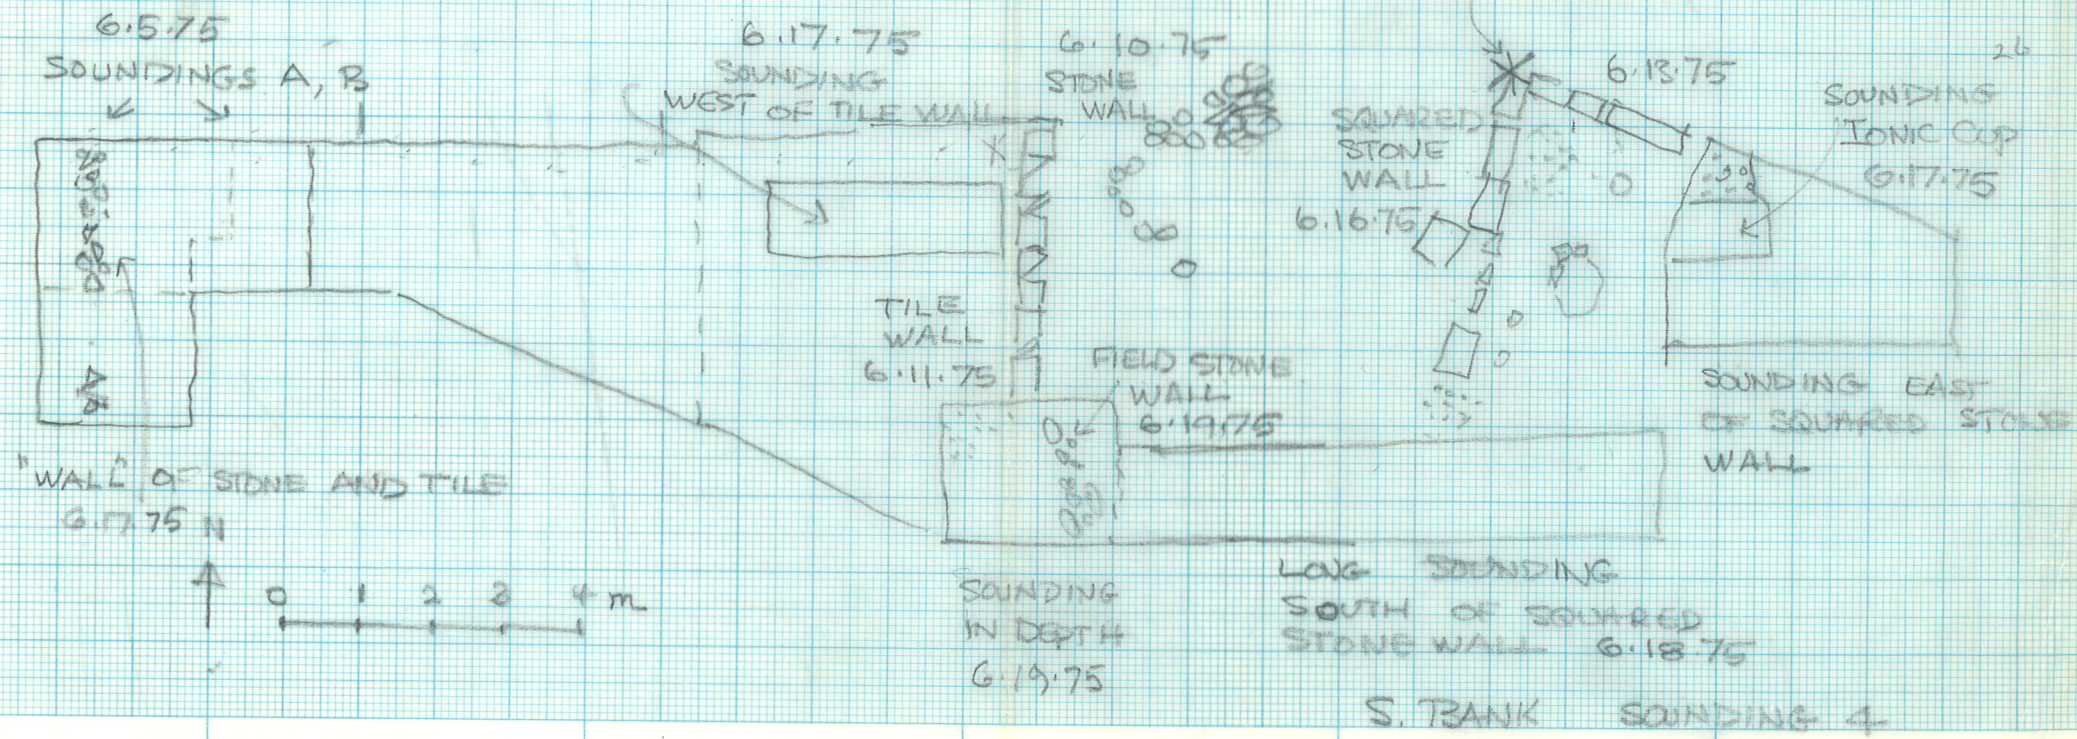 6.5.75
SOUNDINGS A, B
6.17.75
SOUNDING
WEST OF TILE WALL
6.10.75
STONE
WALL
6.13.75
26
SOUNDING
IONIC CUP
6.17.75
SQUARED
STONE
WALL
6.16.75
TILE
WALL
6.11.75
FIELD STONE
WALL
6.19.75
SOUNDING EAST
OF SQUARED STONE
WALL
"WALL" OF STONE AND TILE
6.17.75
N
0 1 2 3 4 m
SOUNDING
IN DEPTH
6.19.75
LONG SOUNDING
SOUTH OF SQUARED
STONE WALL 6.18.75
S. BANK SOUNDING 4